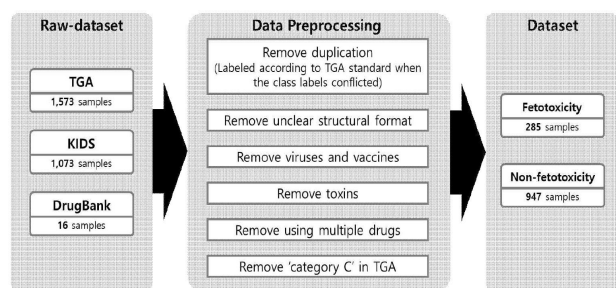 Raw-dataset
TGA
1,573 samples
KIDS
1,073 samples
DrugBank
16 samples
Data Preprocessing
Remove duplication
(Labeled according to TGA standard when
the class labels conflicted)
Remove unclear structural format
Remove viruses and vaccines
Remove toxins
Remove using multiple drugs
Remove 'category C' in TGA
Dataset
Fetotoxicity
285 samples
Non-fetotoxicity
947 samples